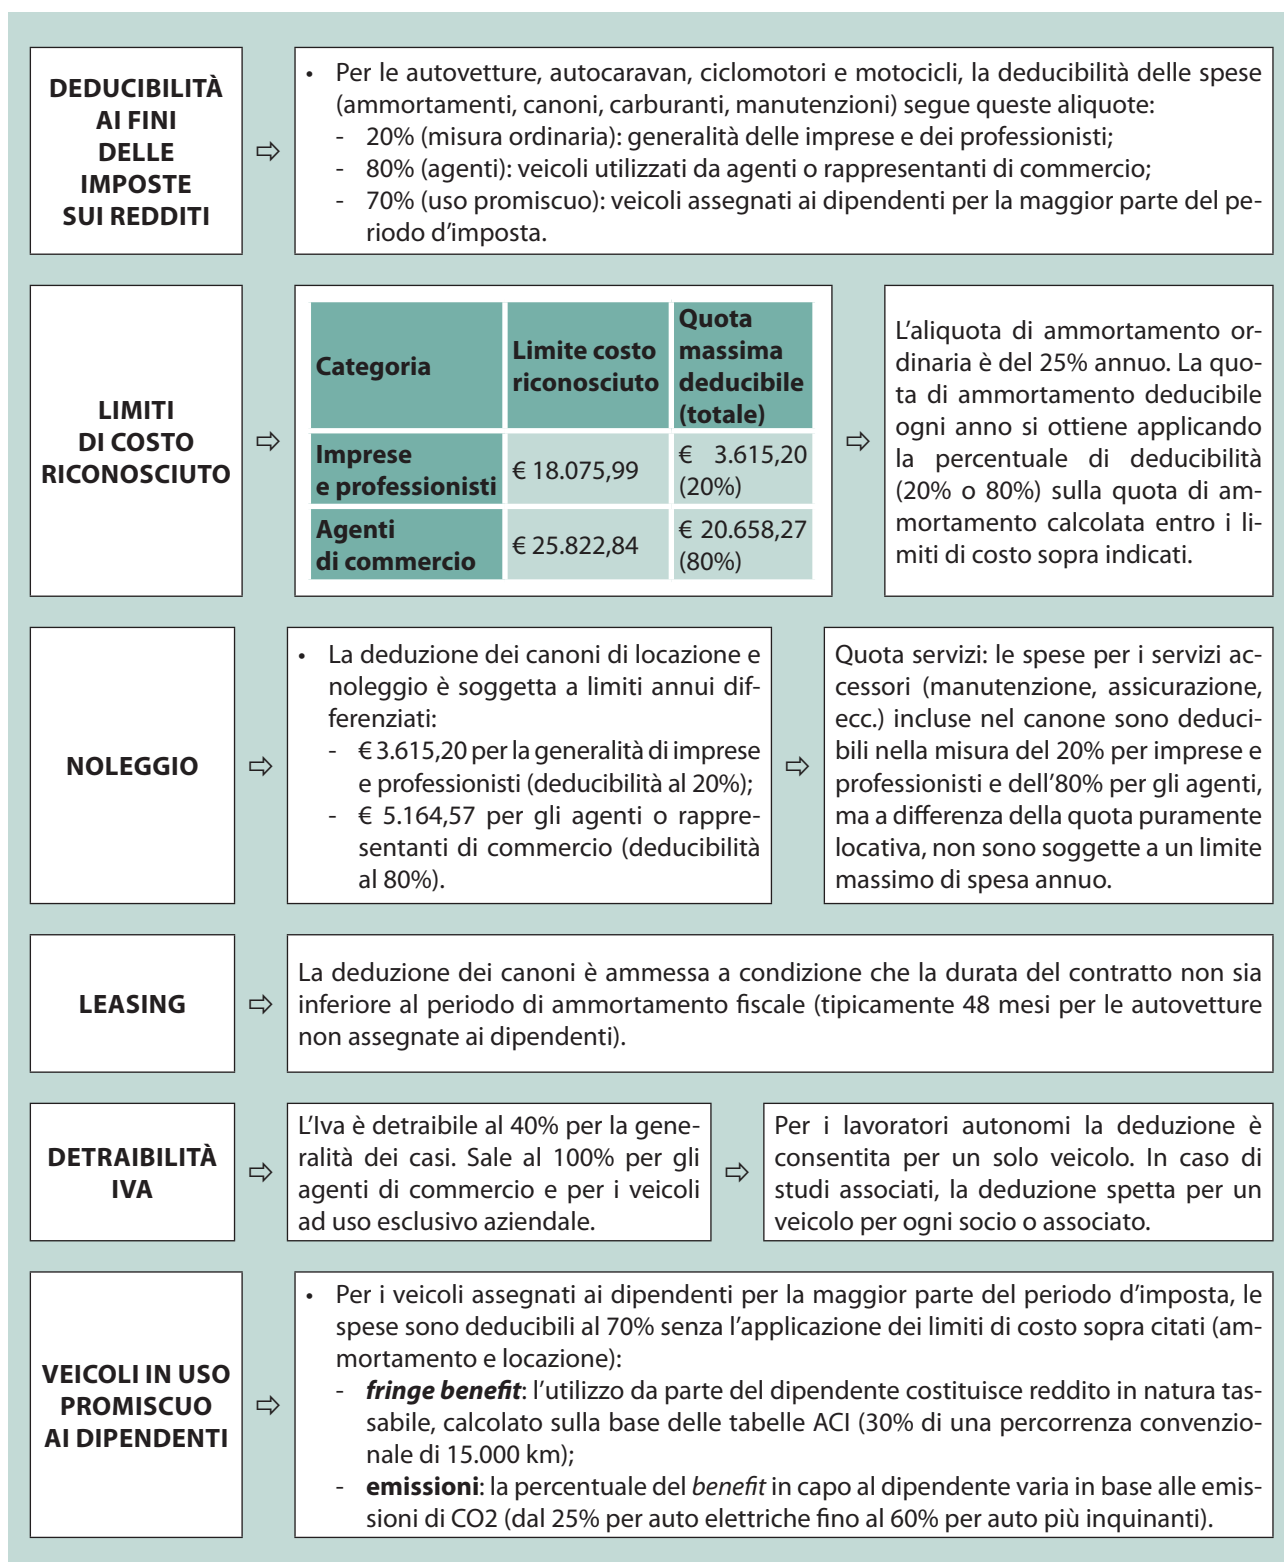 DEDUCIBILITÀ
AI FINI
DELLE
IMPOSTE
SUI REDDITI
⇨
• Per le autovetture, autocaravan, ciclomotori e motocicli, la deducibilità delle spese
(ammortamenti, canoni, carburanti, manutenzioni) segue queste aliquote:
- 20% (misura ordinaria): generalità delle imprese e dei professionisti;
- 80% (agenti): veicoli utilizzati da agenti o rappresentanti di commercio;
- 70% (uso promiscuo): veicoli assegnati ai dipendenti per la maggior parte del pe-
riodo d'imposta.
LIMITI
DI COSTO
RICONOSCIUTO
⇨
Categoria
Limite costo
riconosciuto
Quota
massima
deducibile
(totale)
Imprese
e professionisti
€ 18.075,99
€ 3.615,20
(20%)
Agenti
di commercio
€ 25.822,84
€ 20.658,27
(80%)
⇨
L'aliquota di ammortamento or-
dinaria è del 25% annuo. La quo-
ta di ammortamento deducibile
ogni anno si ottiene applicando
la percentuale di deducibilità
(20% o 80%) sulla quota di am-
mortamento calcolata entro i li-
miti di costo sopra indicati.
NOLEGGIO
⇨
• La deduzione dei canoni di locazione e
noleggio è soggetta a limiti annui dif-
ferenziati:
- € 3.615,20 per la generalità di imprese
e professionisti (deducibilità al 20%);
- € 5.164,57 per gli agenti o rappre-
sentanti di commercio (deducibilità
al 80%).
⇨
Quota servizi: le spese per i servizi ac-
cessori (manutenzione, assicurazione,
ecc.) incluse nel canone sono deduci-
bili nella misura del 20% per imprese e
professionisti e dell'80% per gli agenti,
ma a differenza della quota puramente
locativa, non sono soggette a un limite
massimo di spesa annuo.
LEASING
⇨
La deduzione dei canoni è ammessa a condizione che la durata del contratto non sia
inferiore al periodo di ammortamento fiscale (tipicamente 48 mesi per le autovetture
non assegnate ai dipendenti).
DETRAIBILITÀ
IVA
⇨
L'Iva è detraibile al 40% per la gene-
ralità dei casi. Sale al 100% per gli
agenti di commercio e per i veicoli
ad uso esclusivo aziendale.
⇨
Per i lavoratori autonomi la deduzione è
consentita per un solo veicolo. In caso di
studi associati, la deduzione spetta per un
veicolo per ogni socio o associato.
VEICOLI IN USO
PROMISCUO
AI DIPENDENTI
⇨
• Per i veicoli assegnati ai dipendenti per la maggior parte del periodo d'imposta, le
spese sono deducibili al 70% senza l'applicazione dei limiti di costo sopra citati (am-
mortamento e locazione):
- fringe benefit: l'utilizzo da parte del dipendente costituisce reddito in natura tas-
sabile, calcolato sulla base delle tabelle ACI (30% di una percorrenza convenzio-
nale di 15.000 km);
- emissioni: la percentuale del benefit in capo al dipendente varia in base alle emis-
sioni di CO2 (dal 25% per auto elettriche fino al 60% per auto più inquinanti).